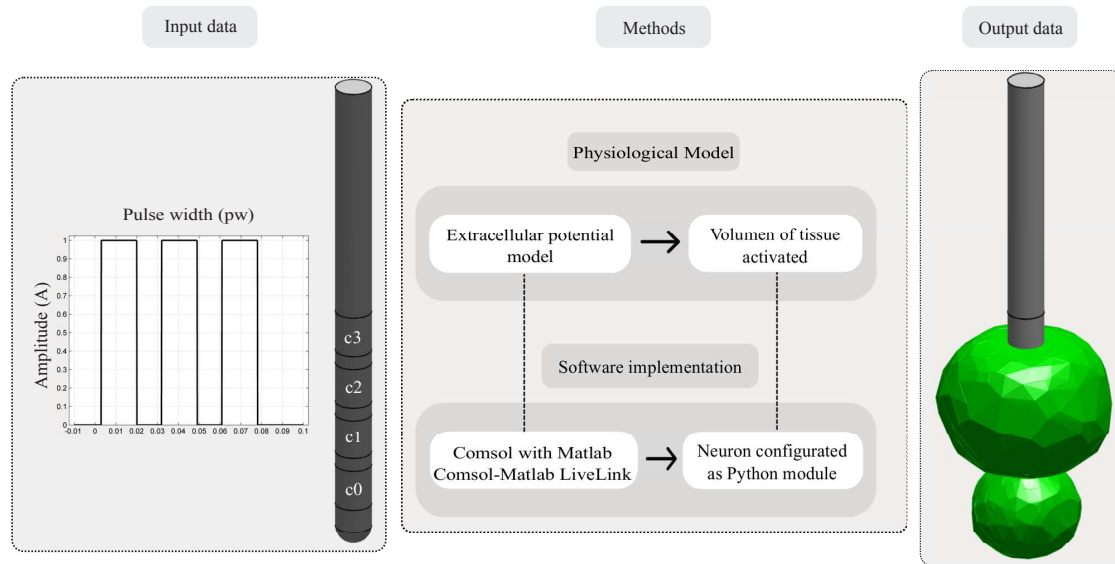 Input data
Methods
Output data
Pulse width (pw)
Amplitude (A)
1
0.9
0.8
0.7
0.6
0.5
0.4
0.3
0.2
0.1
0
-0.01 0 0.01 0.02 0.03 0.04 0.05 0.06 0.07 0.08 0.09 0.1
c3
c2
c1
c0
Physiological Model
Extracellular potential
model
Volumen of tissue
activated
Software implementation
Comsol with Matlab
Comsol-Matlab LiveLink
Neuron configurated
as Python module